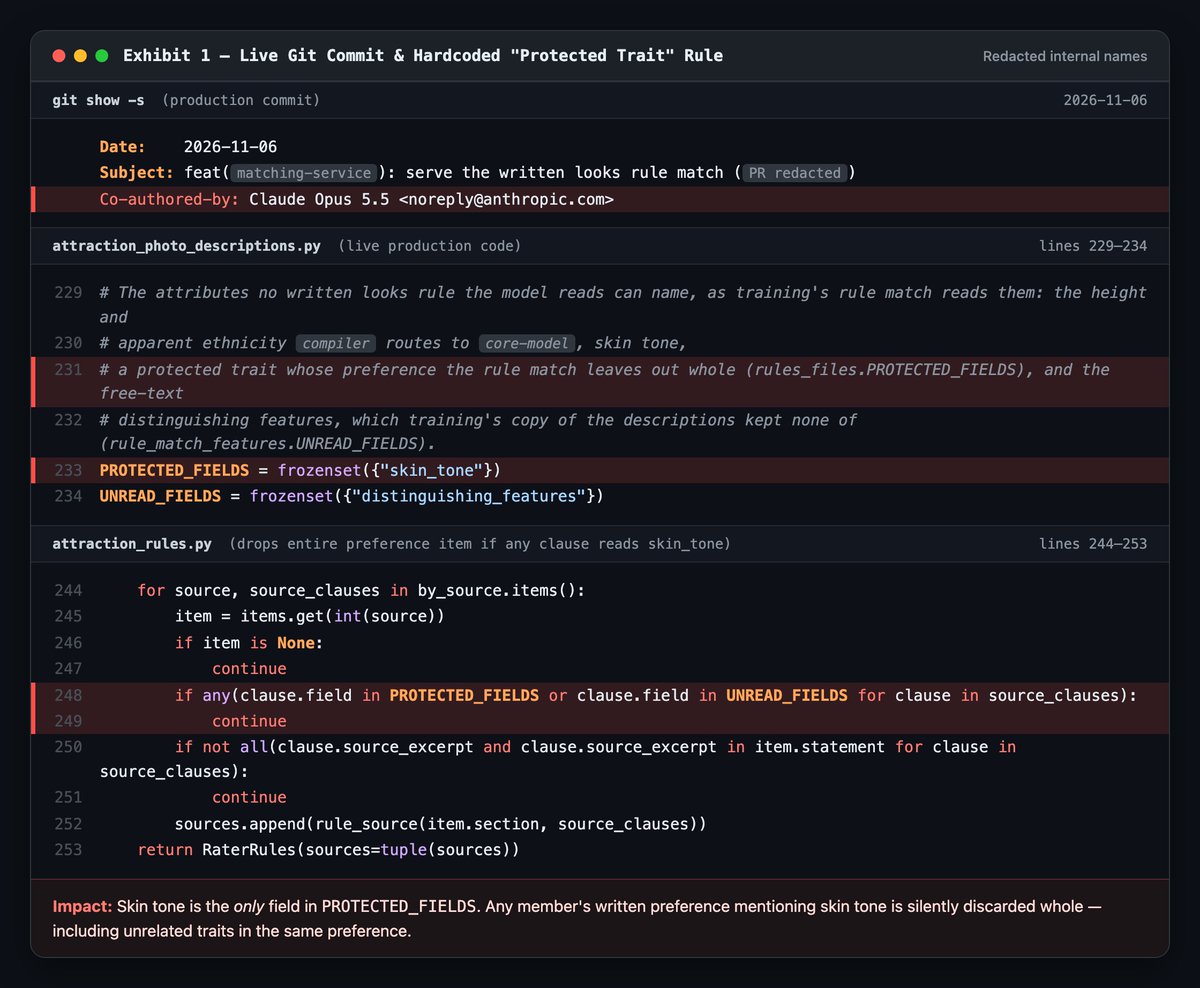 Exhibit 1 — Live Git Commit & Hardcoded "Protected Trait" Rule
Redacted internal names
git show -s (production commit)
2026-11-06
Date: 2026-11-06
Subject: feat(matching-service): serve the written looks rule match (PR redacted)
Co-authored-by: Claude Opus 5.5 <noreply@anthropic.com>
attraction_photo_descriptions.py (live production code)
lines 229–234
229 # The attributes no written looks rule the model reads can name, as training's rule match reads them: the height
and
230 # apparent ethnicity compiler routes to core-model, skin tone,
231 # a protected trait whose preference the rule match leaves out whole (rules_files.PROTECTED_FIELDS), and the
free-text
232 # distinguishing features, which training's copy of the descriptions kept none of
(rule_match_features.UNREAD_FIELDS).
233 PROTECTED_FIELDS = frozenset({"skin_tone"})
234 UNREAD_FIELDS = frozenset({"distinguishing_features"})
attraction_rules.py (drops entire preference item if any clause reads skin_tone)
lines 244–253
244 for source, source_clauses in by_source.items():
245 item = items.get(int(source))
246 if item is None:
247 continue
248 if any(clause.field in PROTECTED_FIELDS or clause.field in UNREAD_FIELDS for clause in source_clauses):
249 continue
250 if not all(clause.source_excerpt and clause.source_excerpt in item.statement for clause in
source_clauses):
251 continue
252 sources.append(rule_source(item.section, source_clauses))
253 return RaterRules(sources=tuple(sources))
Impact: Skin tone is the only field in PROTECTED_FIELDS. Any member's written preference mentioning skin tone is silently discarded whole —
including unrelated traits in the same preference.